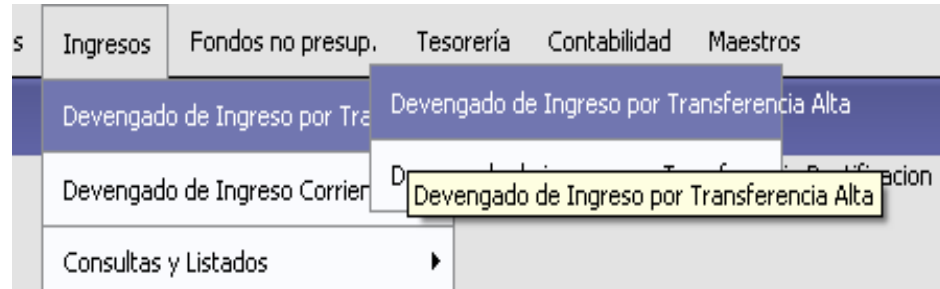 s Ingresos Fondos no presup. Tesorería Contabilidad Maestros
Devengado de Ingreso por Tra
Devengado de Ingreso por Transferencia Alta
Devengado de Ingreso Corrier
Devengado de Ingreso por Transferencia Alta
Consultas y Listados